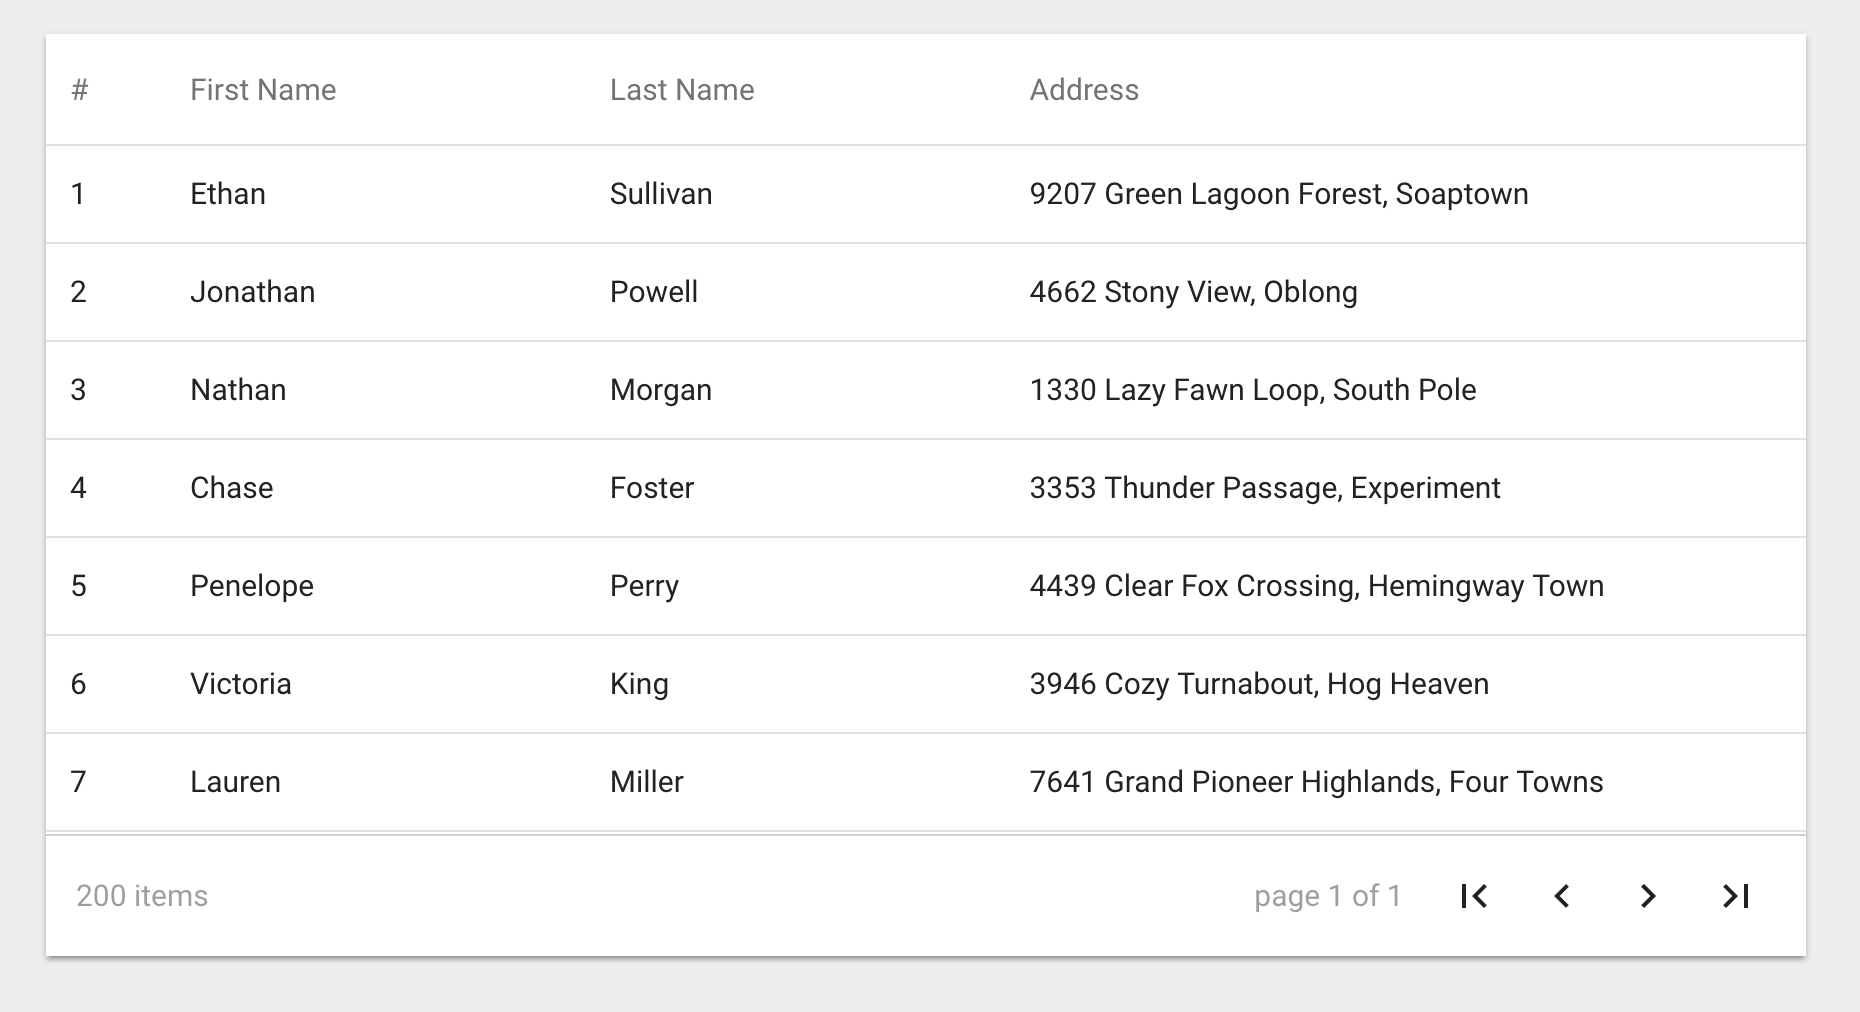 # First Name Last Name Address
1 Ethan Sullivan 9207 Green Lagoon Forest, Soaptown
2 Jonathan Powell 4662 Stony View, Oblong
3 Nathan Morgan 1330 Lazy Fawn Loop, South Pole
4 Chase Foster 3353 Thunder Passage, Experiment
5 Penelope Perry 4439 Clear Fox Crossing, Hemingway Town
6 Victoria King 3946 Cozy Turnabout, Hog Heaven
7 Lauren Miller 7641 Grand Pioneer Highlands, Four Towns
200 items page 1 of 1